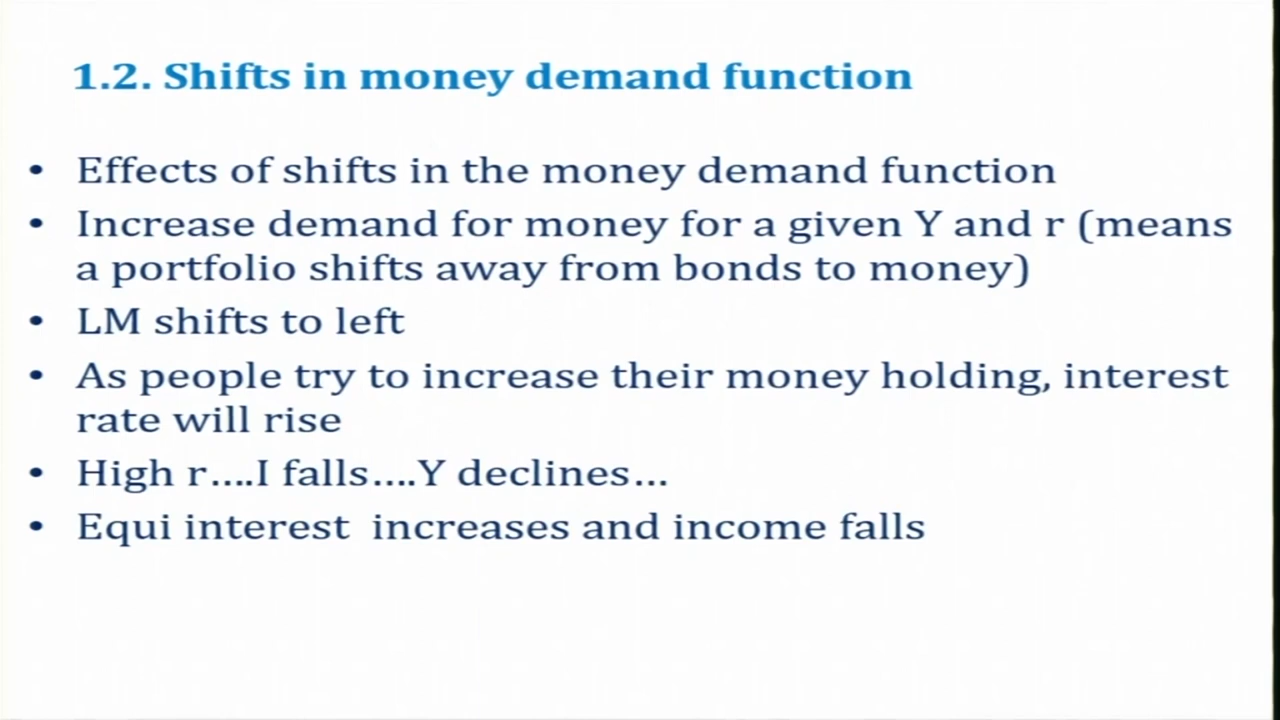 1.2. Shifts in money demand function
• Effects of shifts in the money demand function
• Increase demand for money for a given Y and r (means
a portfolio shifts away from bonds to money)
• LM shifts to left
• As people try to increase their money holding, interest
rate will rise
• High r....I falls....Y declines...
• Equi interest  increases and income falls